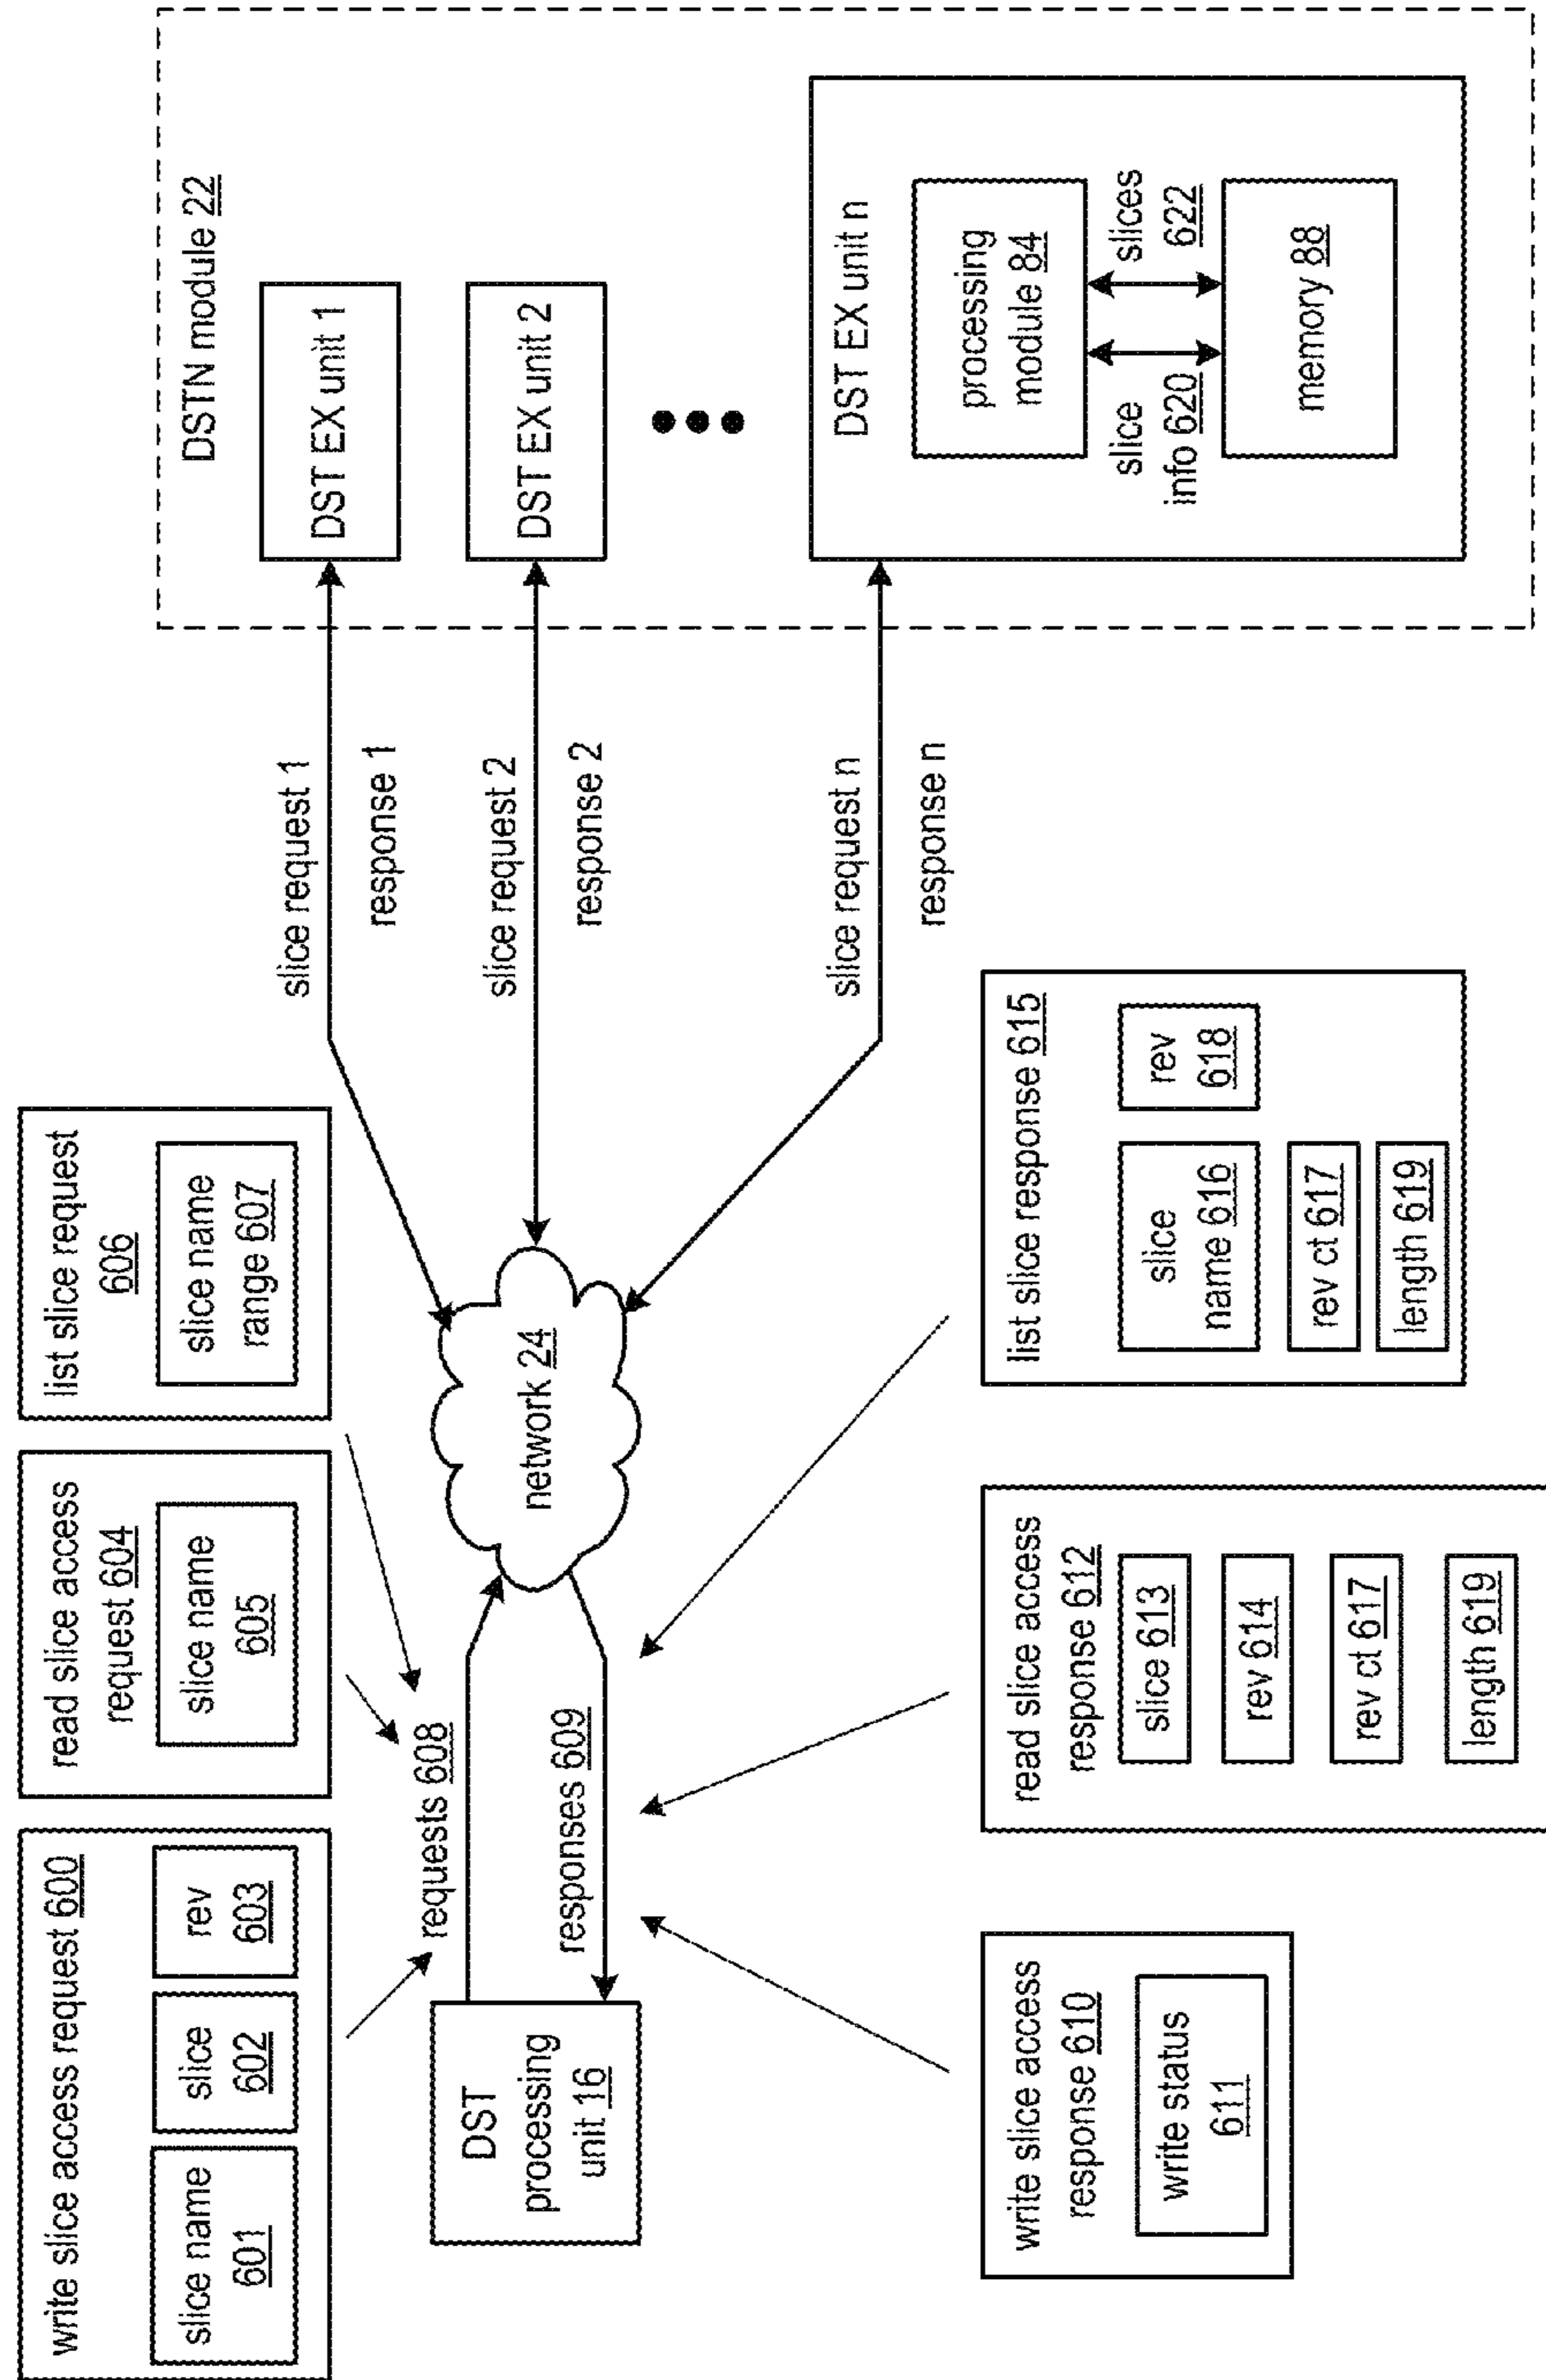 write slice access request 600
slice name
601
slice
602
rev
603
read slice access
request 604
slice name
605
list slice request
606
slice name
range 607
requests 608
responses 609
DST
processing
unit 16
network 24
slice request 1
response 1
slice request 2
response 2
slice request n
response n
DSTN module 22
DST EX unit 1
DST EX unit 2
DST EX unit n
processing
module 84
slice
info 620
slices
622
memory 88
write slice access
response 610
write status
611
read slice access
response 612
slice 613
rev 614
rev ct 617
length 619
list slice response 615
slice
name 616
rev
618
rev ct 617
length 619